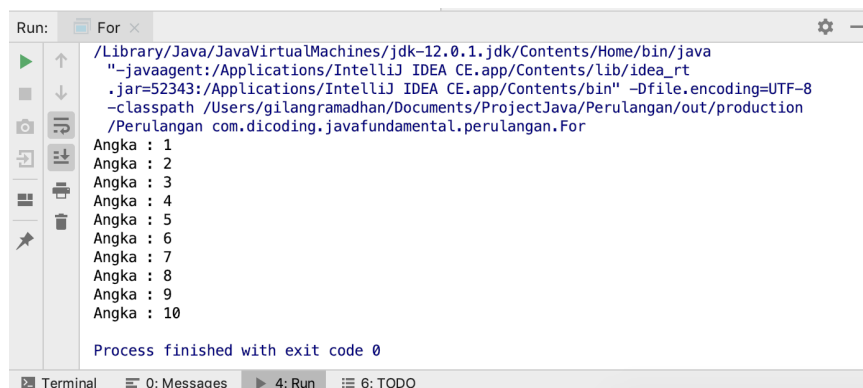 Run: For
/Library/Java/JavaVirtualMachines/jdk-12.0.1.jdk/Contents/Home/bin/java
"-javaagent:/Applications/IntelliJ IDEA CE.app/Contents/lib/idea_rt
.jar=52343:/Applications/IntelliJ IDEA CE.app/Contents/bin" -Dfile.encoding=UTF-8
-classpath /Users/gilangramadhan/Documents/ProjectJava/Perulangan/out/production
/Perulangan com.dicoding.javafundamental.perulangan.For
Angka : 1
Angka : 2
Angka : 3
Angka : 4
Angka : 5
Angka : 6
Angka : 7
Angka : 8
Angka : 9
Angka : 10
Process finished with exit code 0
Terminal 0: Messages 4: Run 6: TODO